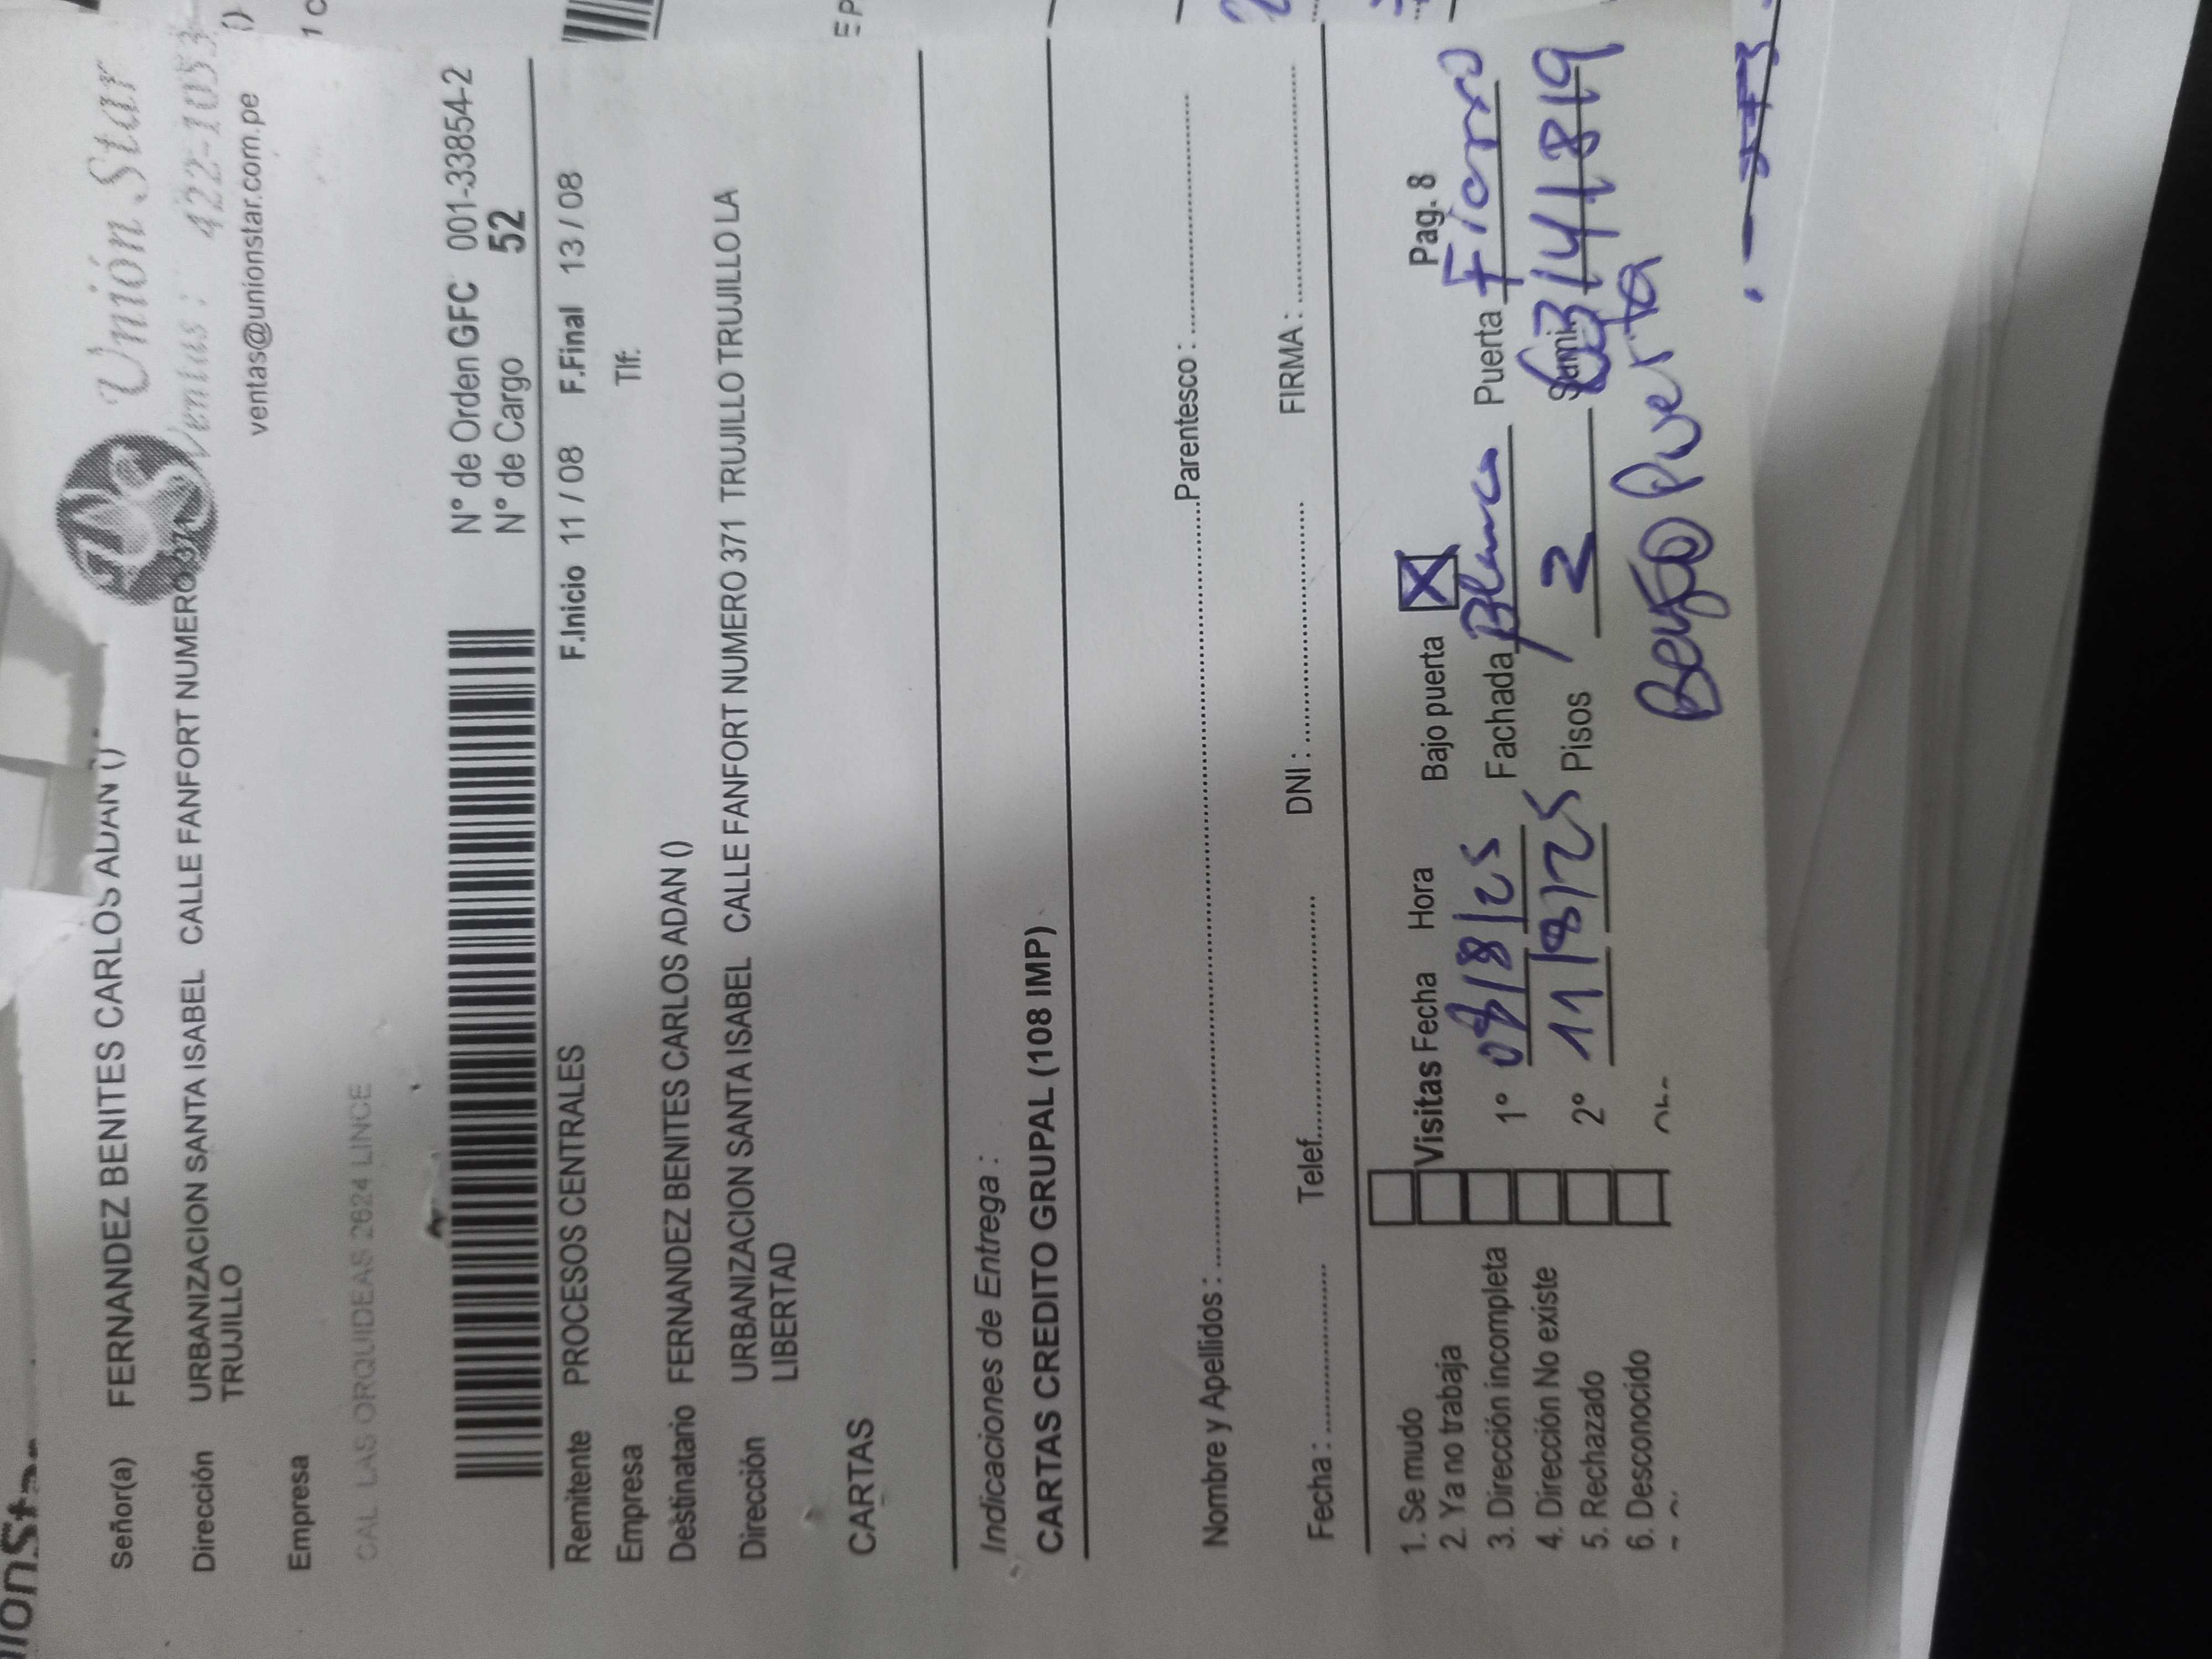 Unión Star
Ventas : 422-1053
ventas@unionstar.com.pe
Señor(a) FERNANDEZ BENITES CARLOS ADAN ()
Dirección URBANIZACION SANTA ISABEL CALLE FANFORT NUMERO 371
TRUJILLO
Empresa
CAL LAS ORQUIDEAS 2624 LINCE
N° de Orden GFC 001-33854-2
N° de Cargo 52
F.Inicio 11 / 08 F.Final 13 / 08
Remitente PROCESOS CENTRALES
Empresa Tlf:
Destinatario FERNANDEZ BENITES CARLOS ADAN ()
Dirección URBANIZACION SANTA ISABEL CALLE FANFORT NUMERO 371 TRUJILLO TRUJILLO LA
LIBERTAD
CARTAS
Indicaciones de Entrega :
CARTAS CREDITO GRUPAL (108 IMP)
Nombre y Apellidos : Parentesco :
Fecha : Telef. DNI : FIRMA :
1. Se mudo
2. Ya no trabaja Visitas Fecha Hora Bajo puerta X Pag. 8
3. Dirección incompleta 1° 08/8/25 Fachada Blanca Puerta Fierro
4. Dirección No existe
5. Rechazado 2° 11/8/25 Pisos 2 Sumi. 6314/819
6. Desconocido
Bajo Puerta